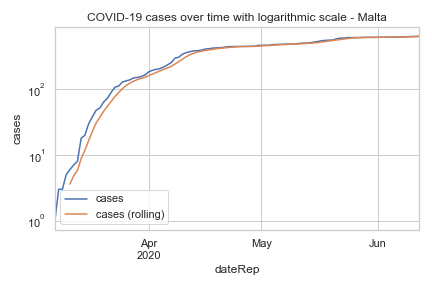 COVID-19 cases over time with logarithmic scale - Malta
cases
10²
10¹
10⁰
cases
cases (rolling)
Apr
2020
May
Jun
dateRep